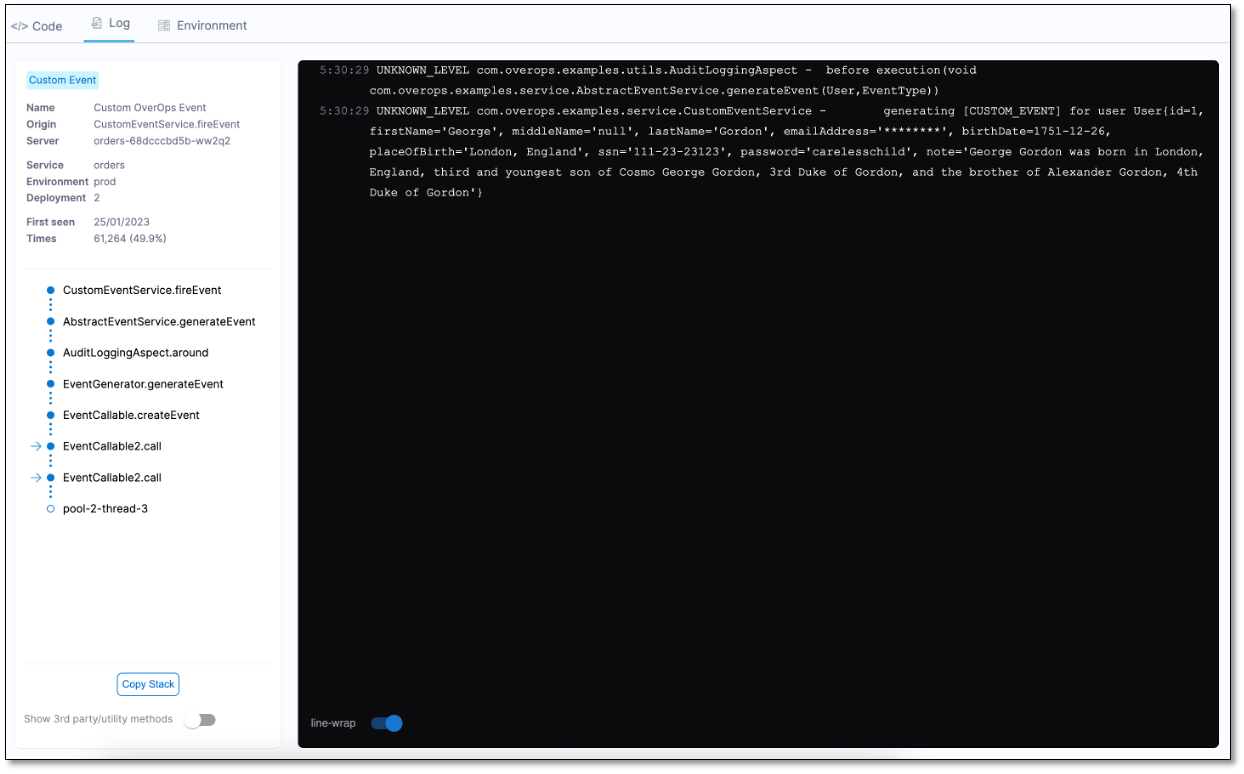 </> Code
Log
Environment
Custom Event
Name Custom OverOps Event
Origin CustomEventService.fireEvent
Server orders-68dcccbd5b-ww2q2
Service orders
Environment prod
Deployment 2
First seen 25/01/2023
Times 61,264 (49.9%)
CustomEventService.fireEvent
AbstractEventService.generateEvent
AuditLoggingAspect.around
EventGenerator.generateEvent
EventCallable.createEvent
EventCallable2.call
EventCallable2.call
pool-2-thread-3
Copy Stack
Show 3rd party/utility methods
5:30:29 UNKNOWN_LEVEL com.overops.examples.utils.AuditLoggingAspect - before execution(void
com.overops.examples.service.AbstractEventService.generateEvent(User,EventType))
5:30:29 UNKNOWN_LEVEL com.overops.examples.service.CustomEventService - generating [CUSTOM_EVENT] for user User{id=1,
firstName='George', middleName='null', lastName='Gordon', emailAddress='********', birthDate=1751-12-26,
placeOfBirth='London, England', ssn='111-23-23123', password='carelesschild', note='George Gordon was born in London,
England, third and youngest son of Cosmo George Gordon, 3rd Duke of Gordon, and the brother of Alexander Gordon, 4th
Duke of Gordon'}
line-wrap